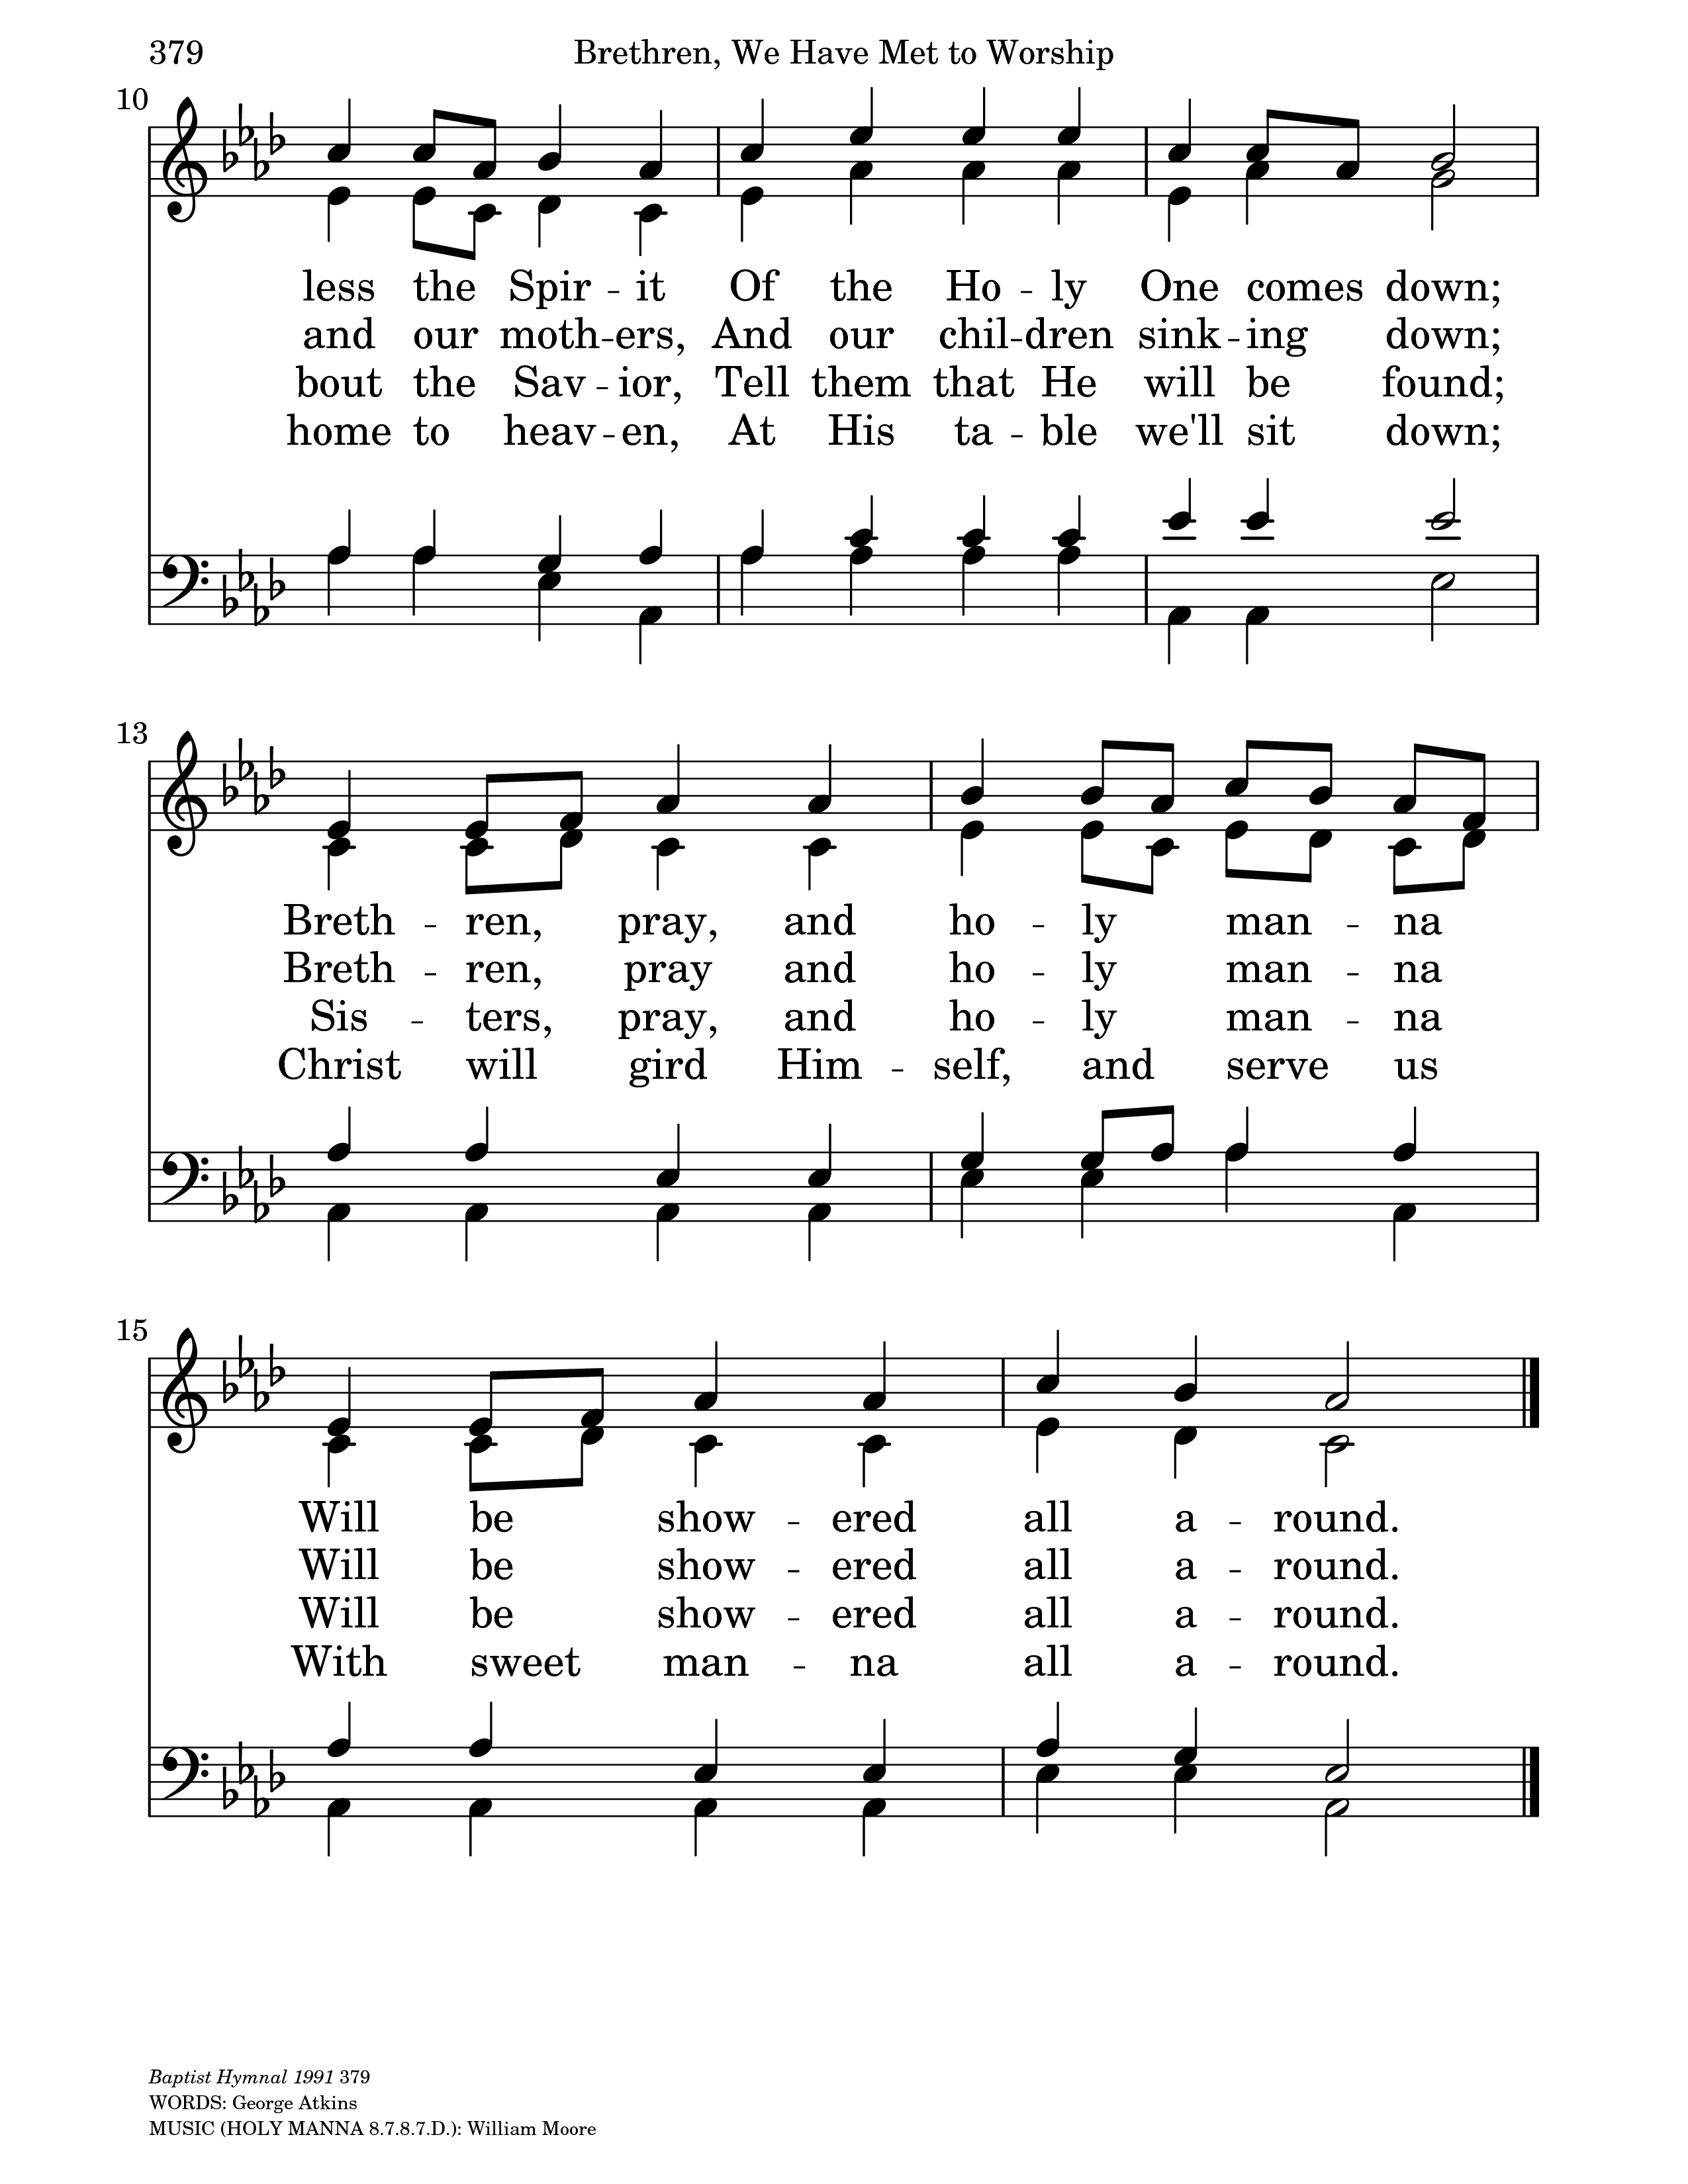 379 Brethren, We Have Met to Worship
10
less the Spir - it Of the Ho - ly One comes down;
and our moth - ers, And our chil - dren sink - ing down;
bout the Sav - ior, Tell them that He will be found;
home to heav - en, At His ta - ble we'll sit down;
13
Breth - ren, pray, and ho - ly man - na
Breth - ren, pray and ho - ly man - na
Sis - ters, pray, and ho - ly man - na
Christ will gird Him - self, and serve us
15
Will be show - ered all a - round.
Will be show - ered all a - round.
Will be show - ered all a - round.
With sweet man - na all a - round.
Baptist Hymnal 1991 379
WORDS: George Atkins
MUSIC (HOLY MANNA 8.7.8.7.D.): William Moore